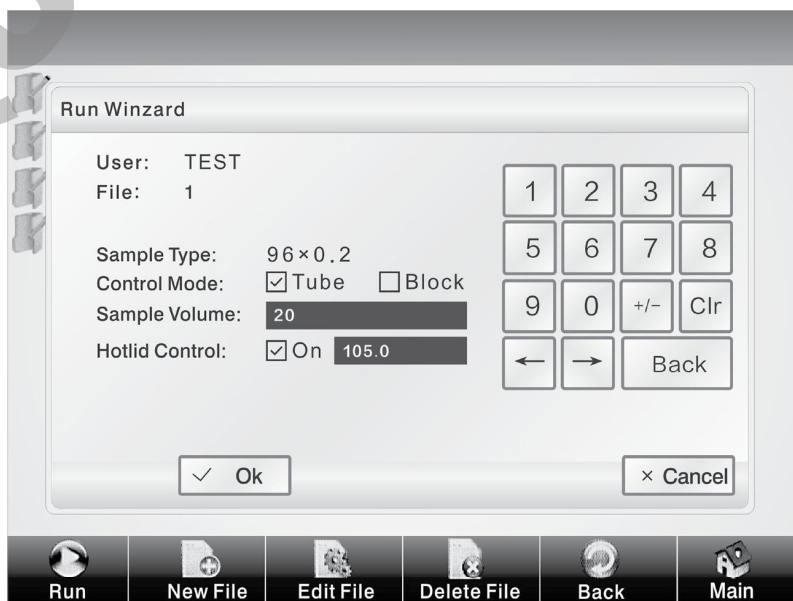 Run Winzard
User: TEST
File: 1
Sample Type: 96×0.2
Control Mode: ☑ Tube ☐ Block
Sample Volume: 20
Hotlid Control: ☑ On 105.0
1 2 3 4
5 6 7 8
9 0 +/- Clr
← → Back
✓ Ok × Cancel
Run New File Edit File Delete File Back Main